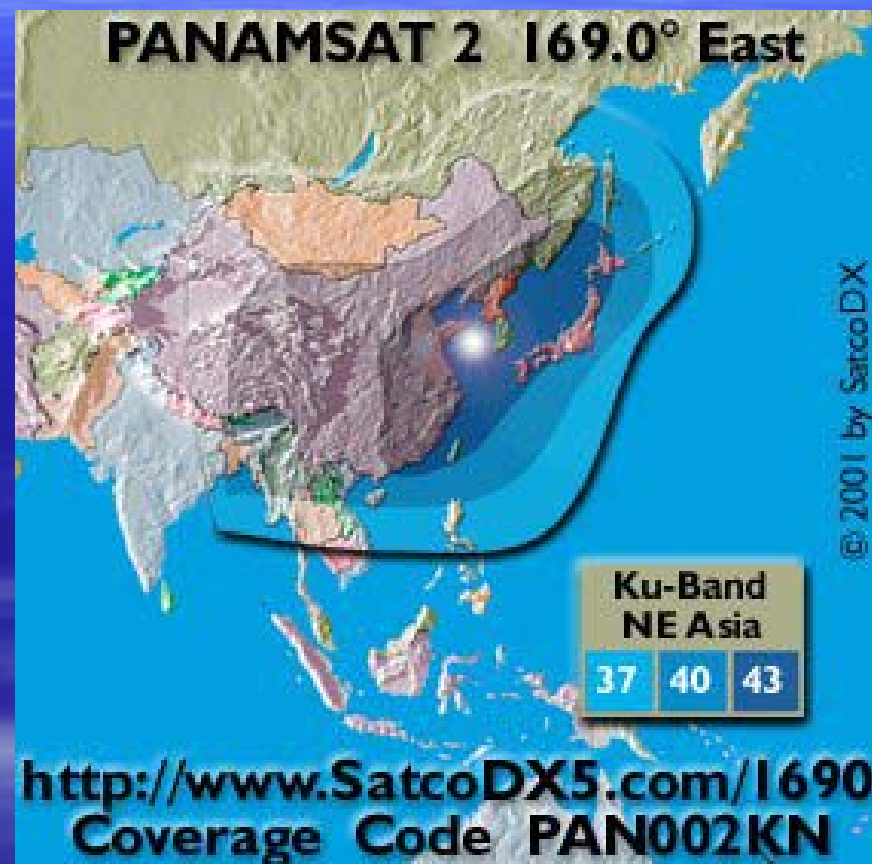 PANAMSAT 2 169.0° East
© 2001 by SatcoDX
Ku-Band
NE Asia
37 40 43
http://www.SatcoDX5.com/1690
Coverage Code PAN002KN